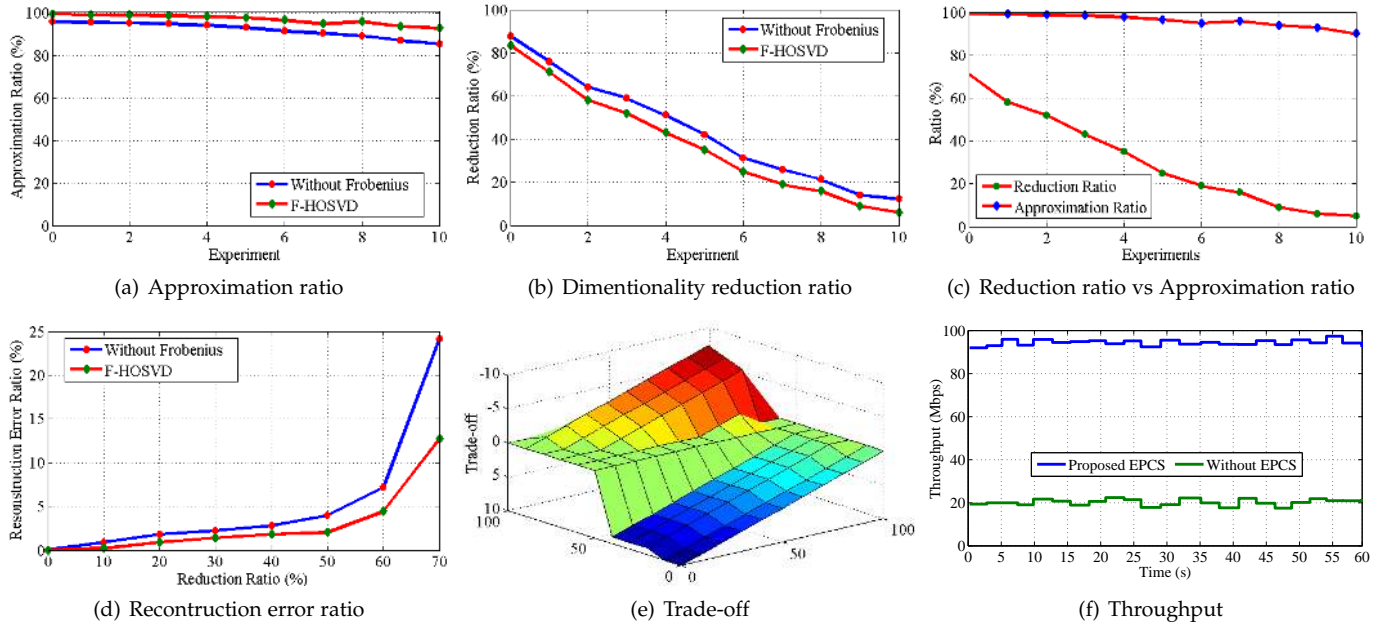 100
80
60
40
20
0
Approximation Ratio (%)
0 2 4 6 8 10
Experiment
Without Frobenius
F-HOSVD
(a) Approximation ratio
100
80
60
40
20
0
Reduction Ratio (%)
0 2 4 6 8 10
Experiment
Without Frobenius
F-HOSVD
(b) Dimentionality reduction ratio
100
80
60
40
20
0
Ratio (%)
0 2 4 6 8 10
Experiments
Reduction Ratio
Approximation Ratio
(c) Reduction ratio vs Approximation ratio
25
20
15
10
5
0
Resonstruction Error Ratio (%)
0 10 20 30 40 50 60 70
Reduction Ratio (%)
Without Frobenius
F-HOSVD
(d) Recontruction error ratio
-10
-5
0
5
10
Trade-off
100
50
0
0
50
100
(e) Trade-off
100
80
60
40
20
0
Throughput (Mbps)
0 5 10 15 20 25 30 35 40 45 50 55 60
Time (s)
Proposed EPCS
Without EPCS
(f) Throughput